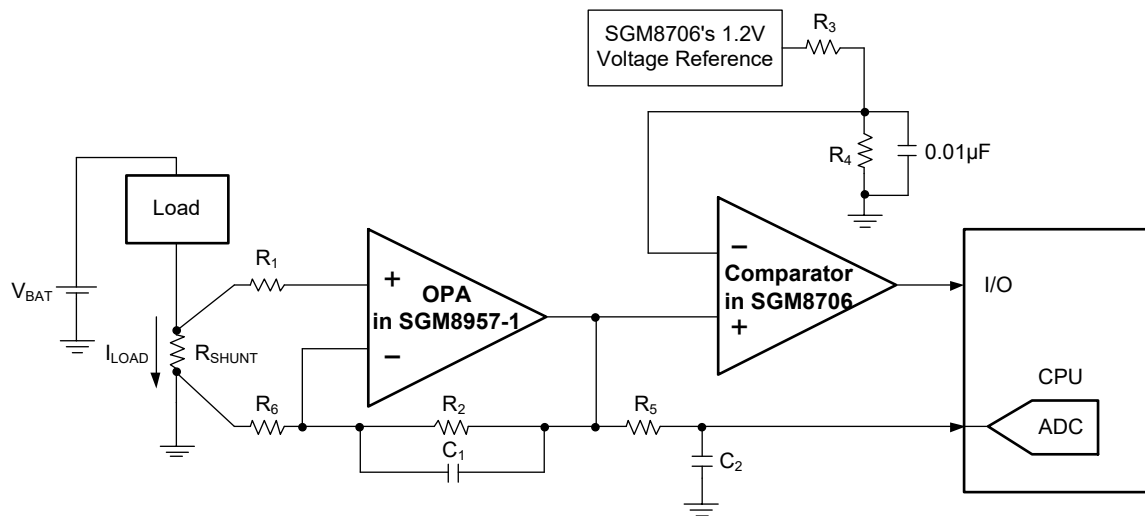 SGM8706's 1.2V
Voltage Reference
R3
R4
0.01µF
Load
VBAT
R1
+
OPA
in SGM8957-1
−
−
Comparator
in SGM8706
+
I/O
ILOAD
RSHUNT
R6
R2
C1
R5
C2
CPU
ADC